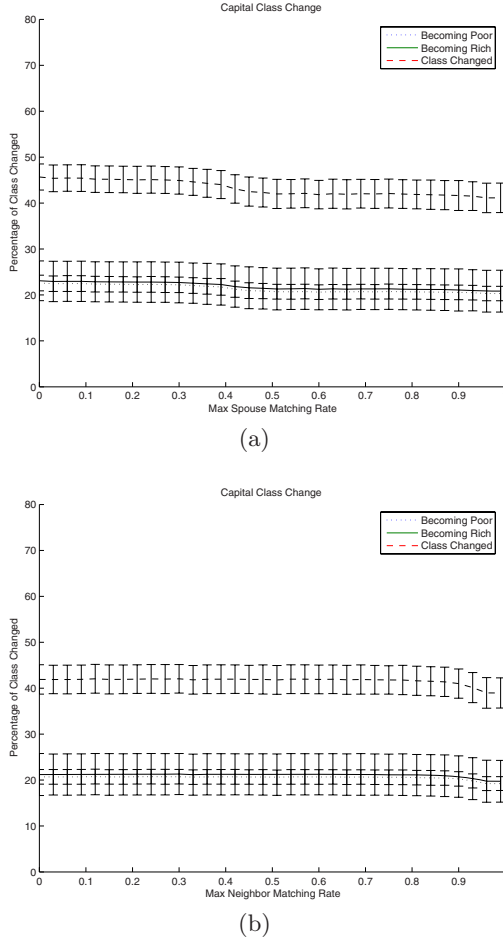 Capital Class Change
80
70
60
50
40
30
20
10
0
Percentage of Class Changed
Becoming Poor
Becoming Rich
Class Changed
0 0.1 0.2 0.3 0.4 0.5 0.6 0.7 0.8 0.9
Max Spouse Matching Rate
(a)
Capital Class Change
80
70
60
50
40
30
20
10
0
Percentage of Class Changed
Becoming Poor
Becoming Rich
Class Changed
0 0.1 0.2 0.3 0.4 0.5 0.6 0.7 0.8 0.9
Max Neighbor Matching Rate
(b)